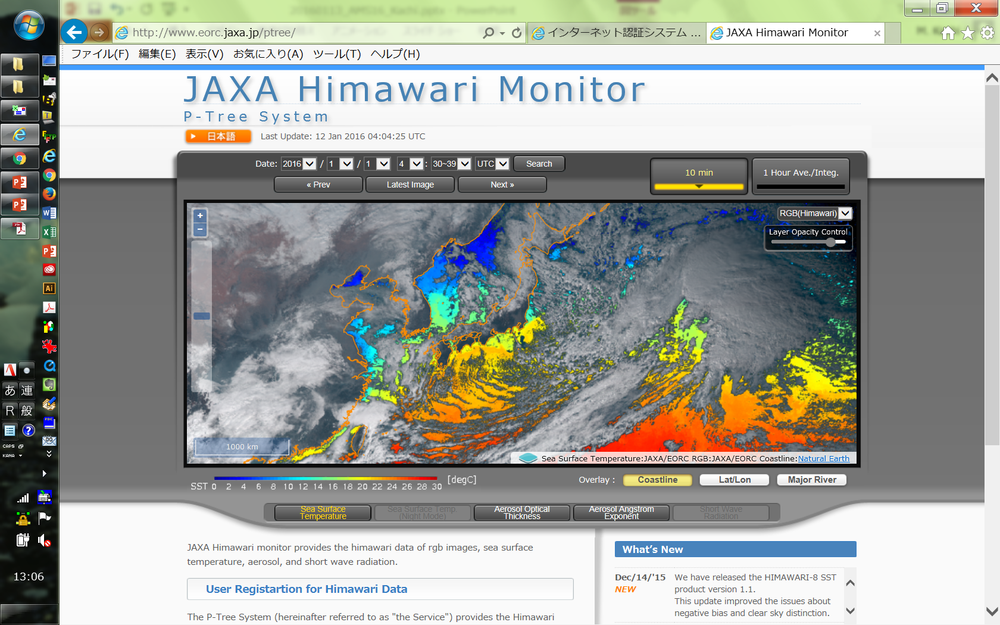 20160113_AMS16_Kachi.pptx - PowerPoint
http://www.eorc.jaxa.jp/ptree/
インターネット認証システム ...
JAXA Himawari Monitor
ファイル(F) 編集(E) 表示(V) お気に入り(A) ツール(T) ヘルプ(H)
JAXA Himawari Monitor
P-Tree System
日本語
Last Update: 12 Jan 2016 04:04:25 UTC
Date: 2016 / 1 / 1 4 : 30~39 UTC Search
« Prev Latest Image Next »
10 min
1 Hour Ave./Integ.
+
−
RGB(Himawari)
Layer Opacity Control
1000 km
Sea Surface Temperature:JAXA/EORC RGB:JAXA/EORC Coastline:Natural Earth
SST 0 2 4 6 8 10 12 14 16 18 20 22 24 26 28 30 [degC]
Overlay : Coastline Lat/Lon Major River
Sea Surface
Temperature
Sea Surface Temp.
(Night Mode)
Aerosol Optical
Thickness
Aerosol Angstrom
Exponent
Short Wave
Radiation
JAXA Himawari monitor provides the himawari data of rgb images, sea surface
temperature, aerosol, and short wave radiation.
User Registartion for Himawari Data
The P-Tree System (hereinafter referred to as "the Service") provides the Himawari
What's New
Dec/14/'15
NEW
We have released the HIMAWARI-8 SST
product version 1.1.
This update improved the issues about
negative bias and clear sky distinction.
あ 連
R 般
CAPS
KANA
13:06